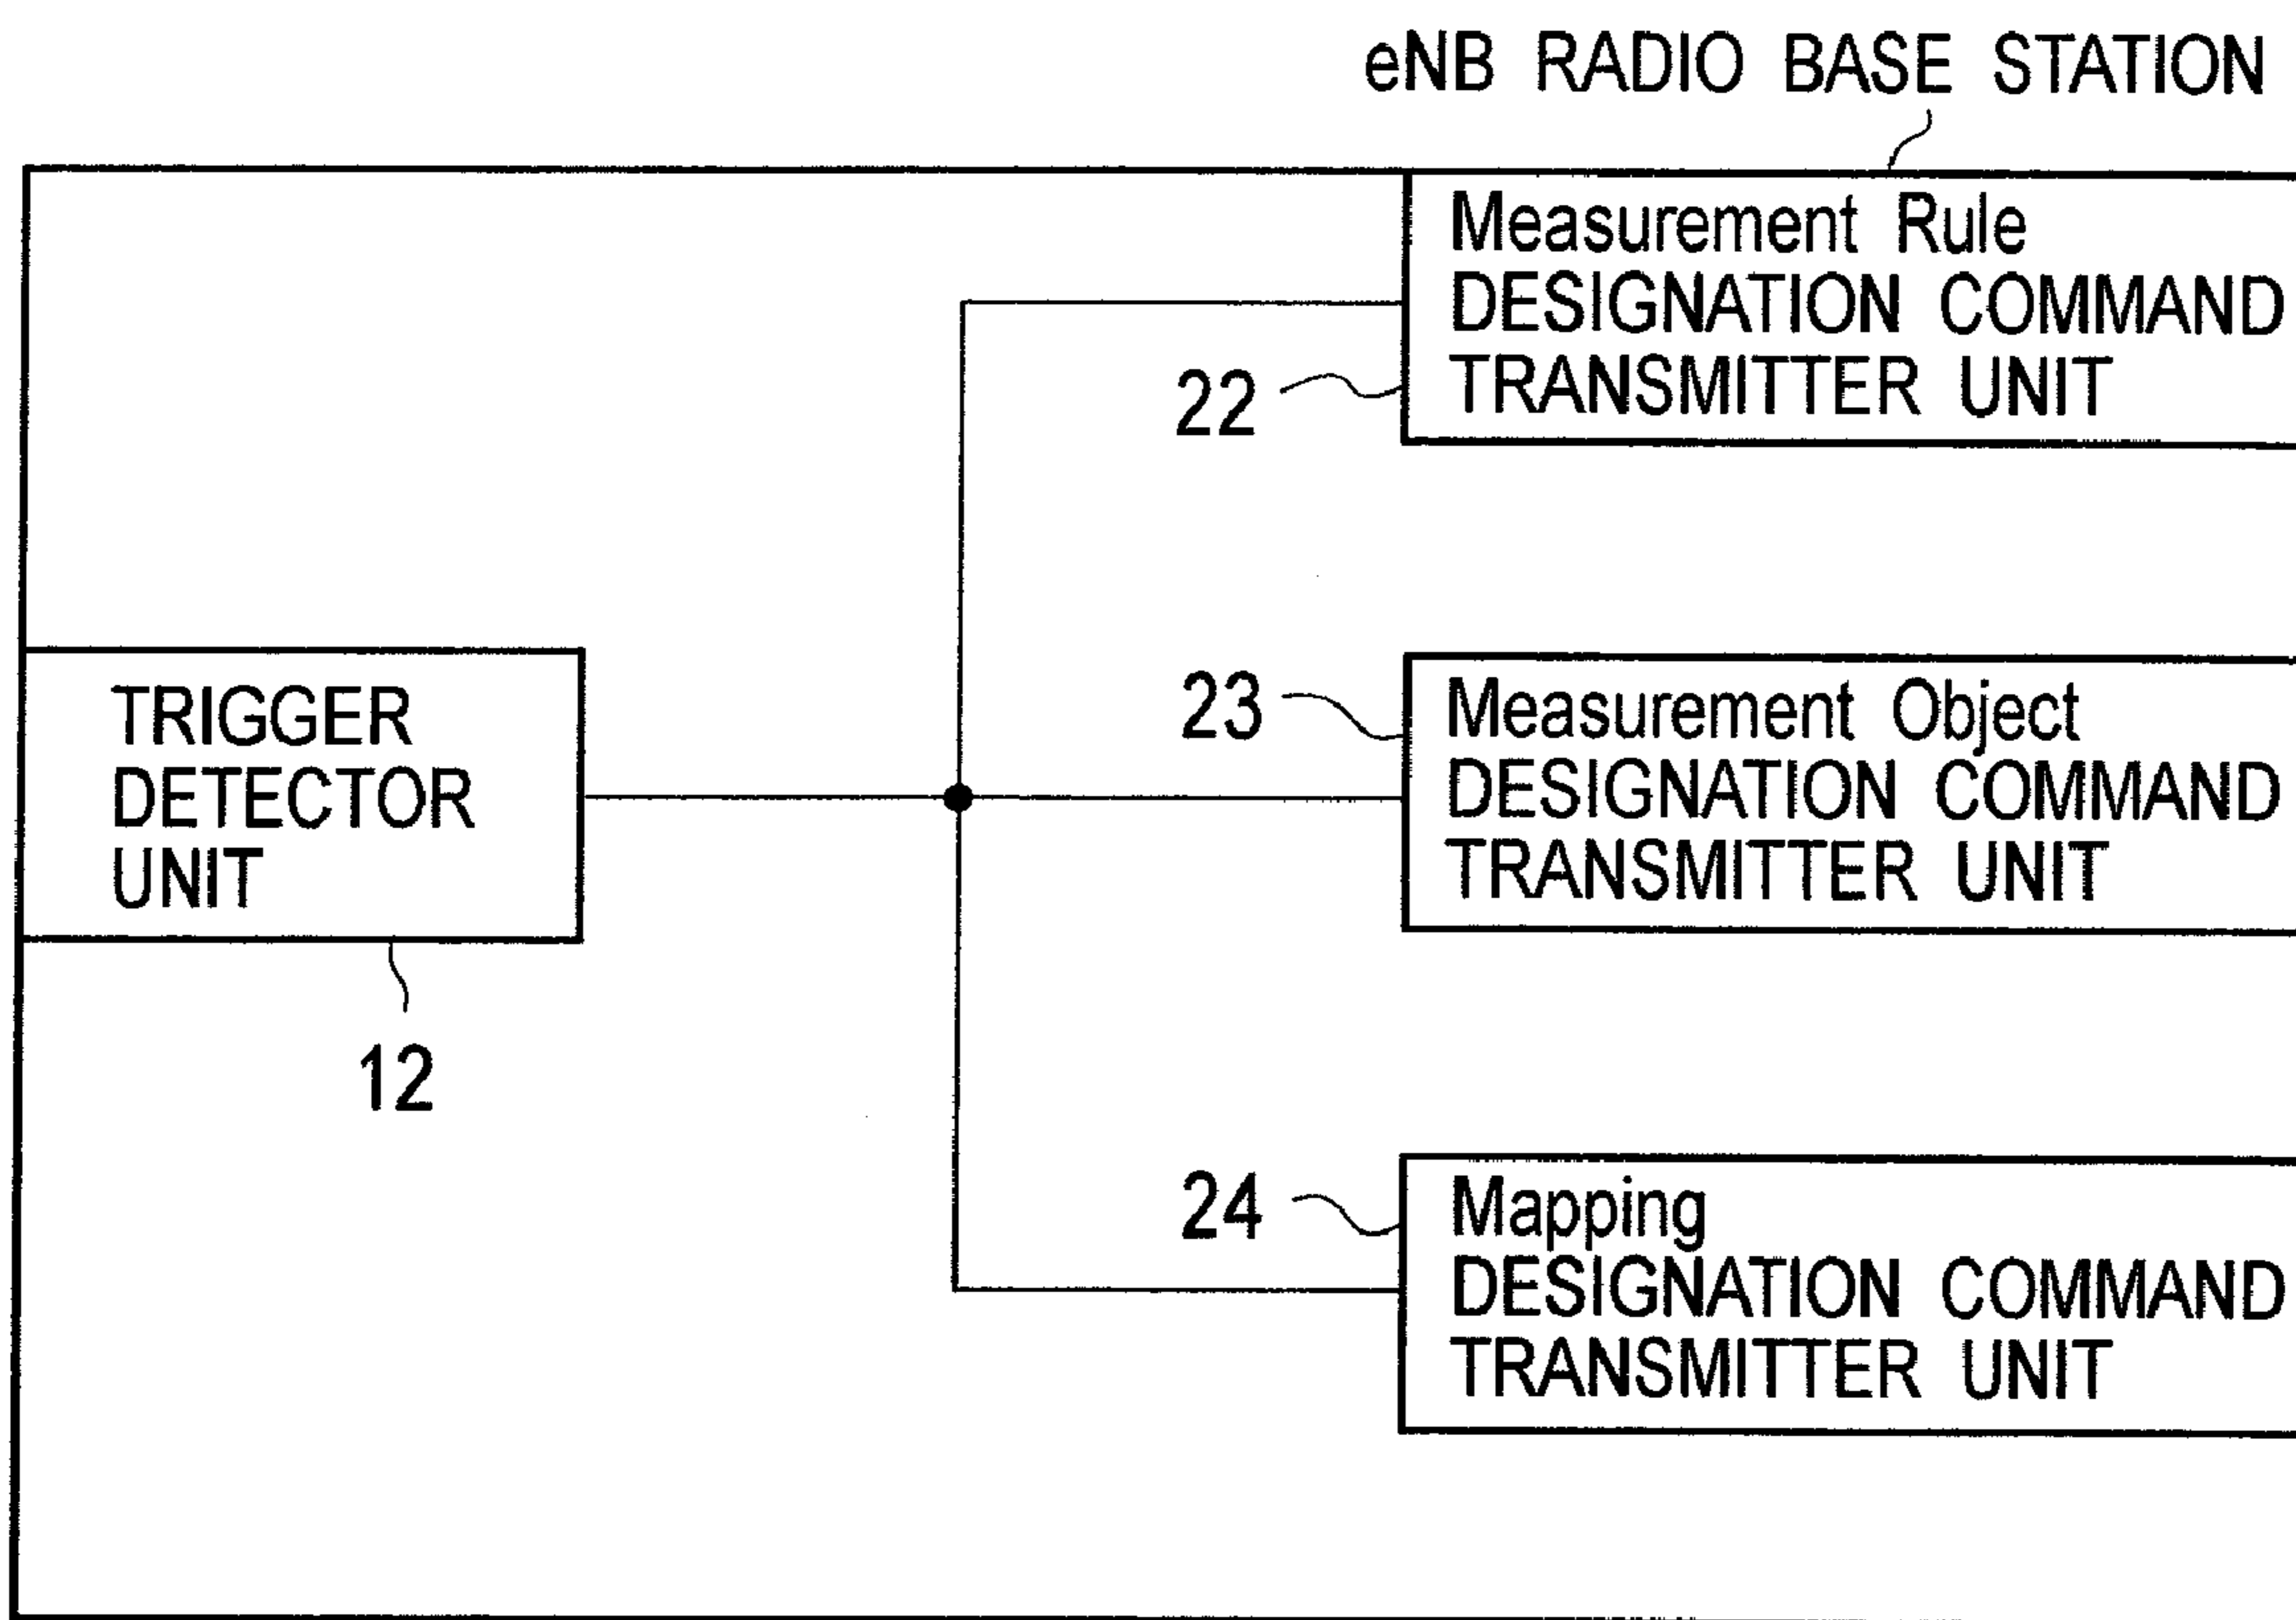 eNB RADIO BASE STATION
Measurement Rule
DESIGNATION COMMAND
TRANSMITTER UNIT
22
TRIGGER
DETECTOR
UNIT
12
23
Measurement Object
DESIGNATION COMMAND
TRANSMITTER UNIT
24
Mapping
DESIGNATION COMMAND
TRANSMITTER UNIT